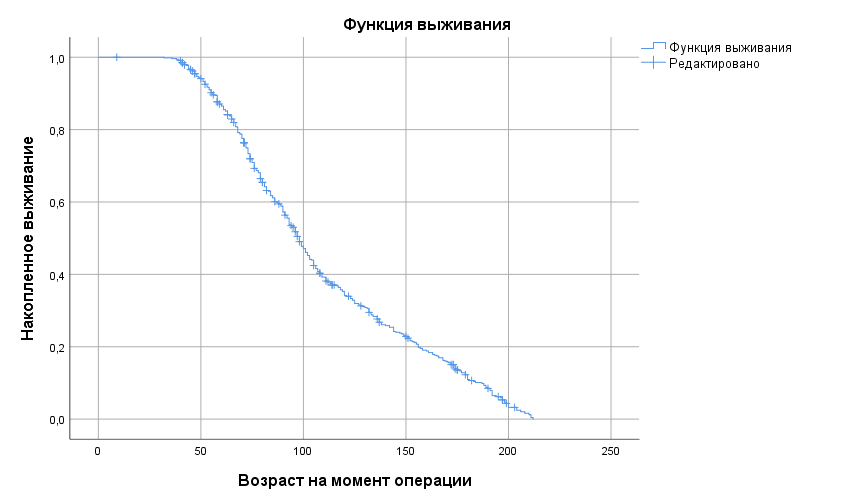 Функция выживания
Функция выживания
Редактировано
Накопленное выживание
1,0
0,8
0,6
0,4
0,2
0,0
0 50 100 150 200 250
Возраст на момент операции